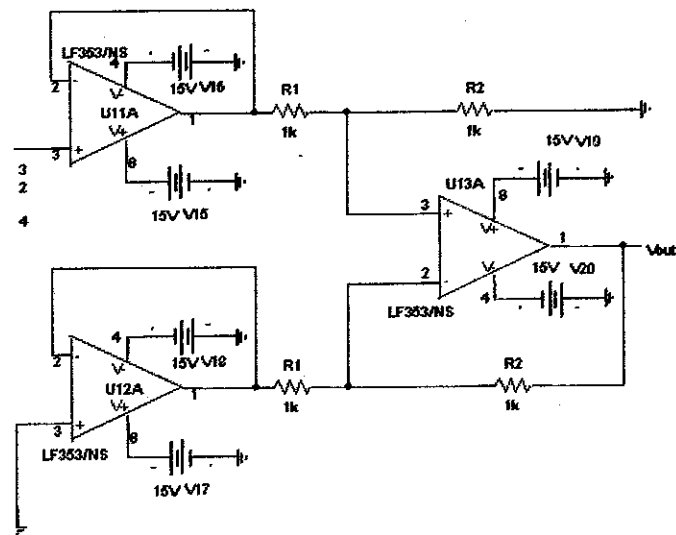 LF353/NS
4
15V V16
2
-
V-
U11A
V+
1
R1
1k
R2
1k
+
3
8
15V V15
3
2
4
15V V19
U13A
8
3
+
V+
1
Vout
2
-
V-
15V V20
4
LF353/NS
4
15V V18
2
-
V-
U12A
V+
1
R1
1k
R2
1k
3
+
8
LF353/NS
15V V17